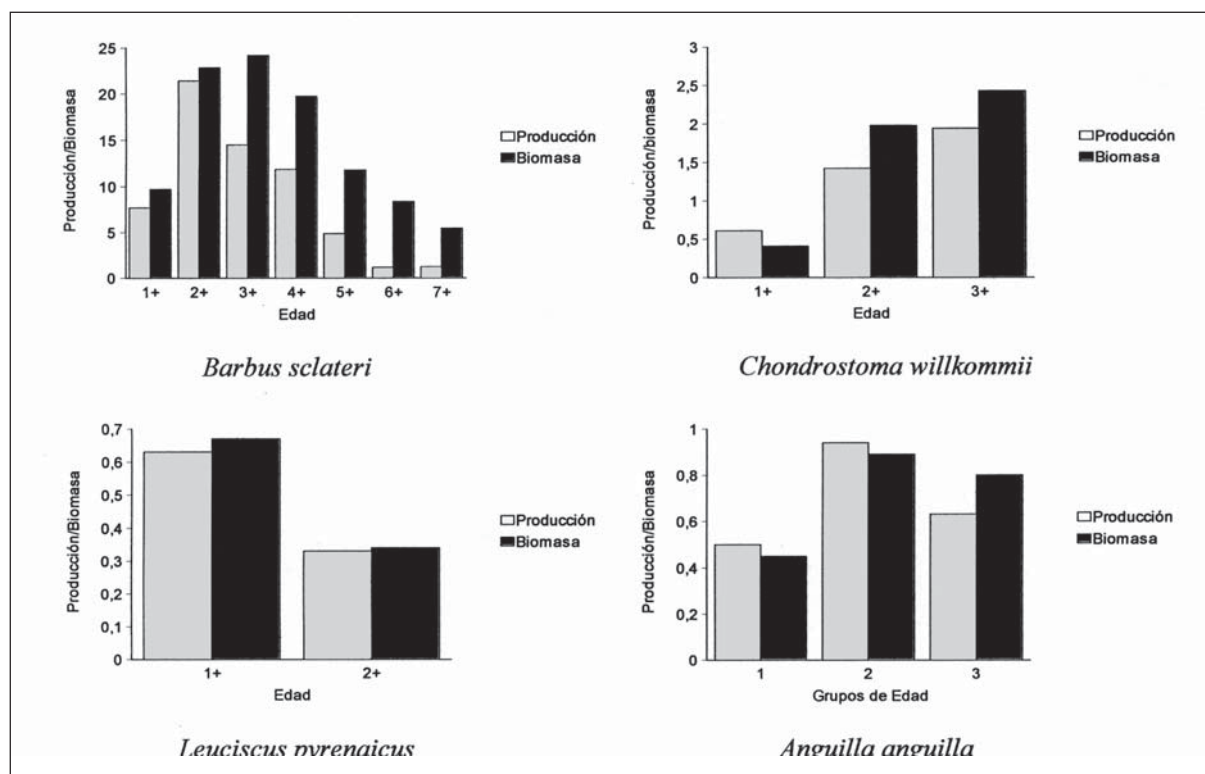 25
20
15
10
5
0
Producción/Biomasa
1+ 2+ 3+ 4+ 5+ 6+ 7+
Edad
Producción
Biomasa
Barbus sclateri
3
2,5
2
1,5
1
0,5
0
Producción/biomasa
1+ 2+ 3+
Edad
Producción
Biomasa
Chondrostoma willkommii
0,7
0,6
0,5
0,4
0,3
0,2
0,1
0
Producción/Biomasa
1+ 2+
Edad
Producción
Biomasa
Leuciscus pyrenaicus
1
0,8
0,6
0,4
0,2
0
Producción/Biomasa
1 2 3
Grupos de Edad
Producción
Biomasa
Anguilla anguilla